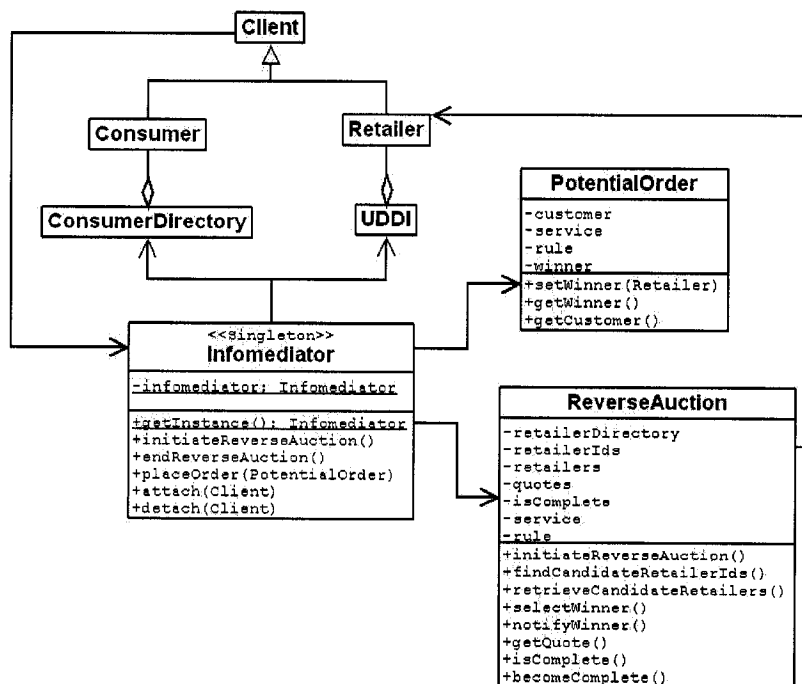 Client
Consumer
Retailer
ConsumerDirectory
UDDI
PotentialOrder
-customer
-service
-rule
-winner
+setWinner(Retailer)
+getWinner()
+getCustomer()
<<Singleton>>
Infomediator
-infomediator: Infomediator
+getInstance(): Infomediator
+initiateReverseAuction()
+endReverseAuction()
+placeOrder(PotentialOrder)
+attach(Client)
+detach(Client)
ReverseAuction
-retailerDirectory
-retailerIds
-retailers
-quotes
-isComplete
-service
-rule
+initiateReverseAuction()
+findCandidateRetailerIds()
+retrieveCandidateRetailers()
+selectWinner()
+notifyWinner()
+getQuote()
+isComplete()
+becomeComplete()